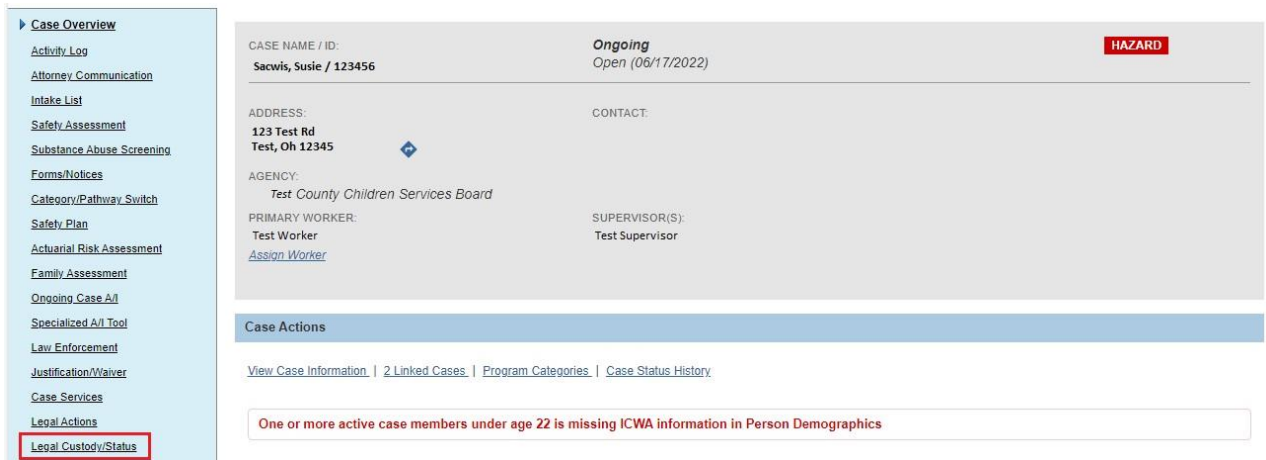 Case Overview
Activity Log
Attorney Communication
Intake List
Safety Assessment
Substance Abuse Screening
Forms/Notices
Category/Pathway Switch
Safety Plan
Actuarial Risk Assessment
Family Assessment
Ongoing Case A/I
Specialized A/I Tool
Law Enforcement
Justification/Waiver
Case Services
Legal Actions
Legal Custody/Status
CASE NAME / ID:
Sacwis, Susie / 123456
Ongoing
Open (06/17/2022)
HAZARD
ADDRESS:
123 Test Rd
Test, Oh 12345
CONTACT:
AGENCY:
Test County Children Services Board
PRIMARY WORKER:
Test Worker
Assign Worker
SUPERVISOR(S):
Test Supervisor
Case Actions
View Case Information | 2 Linked Cases | Program Categories | Case Status History
One or more active case members under age 22 is missing ICWA information in Person Demographics